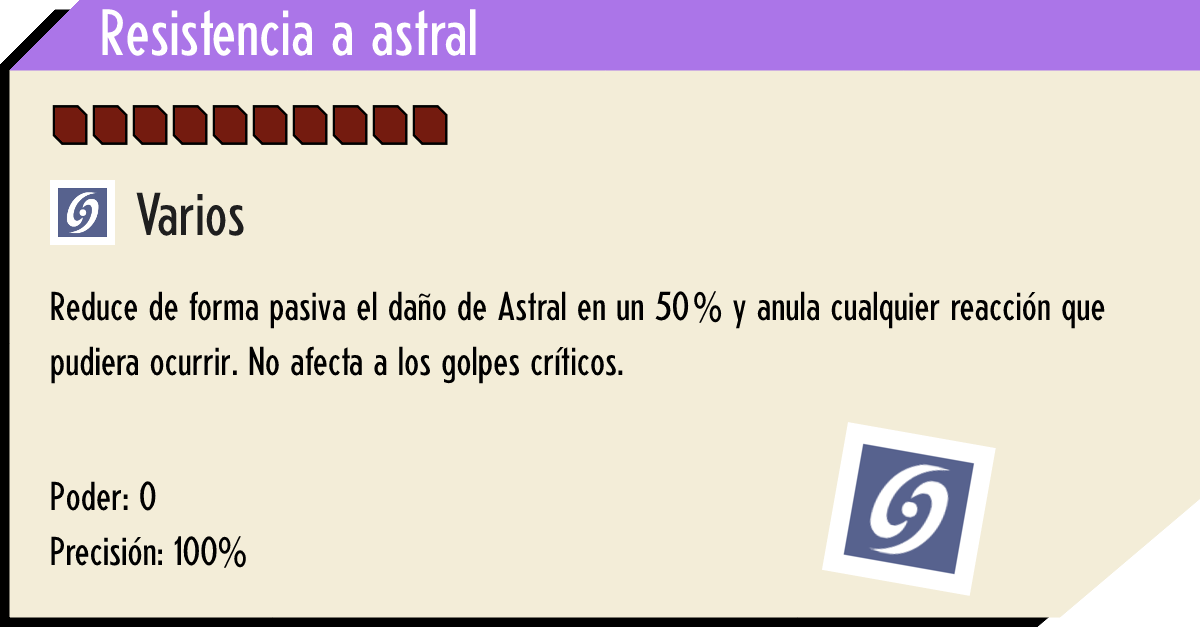 Resistencia a astral
Varios
Reduce de forma pasiva el daño de Astral en un 50% y anula cualquier reacción que
pudiera ocurrir. No afecta a los golpes críticos.
Poder: 0
Precisión: 100%